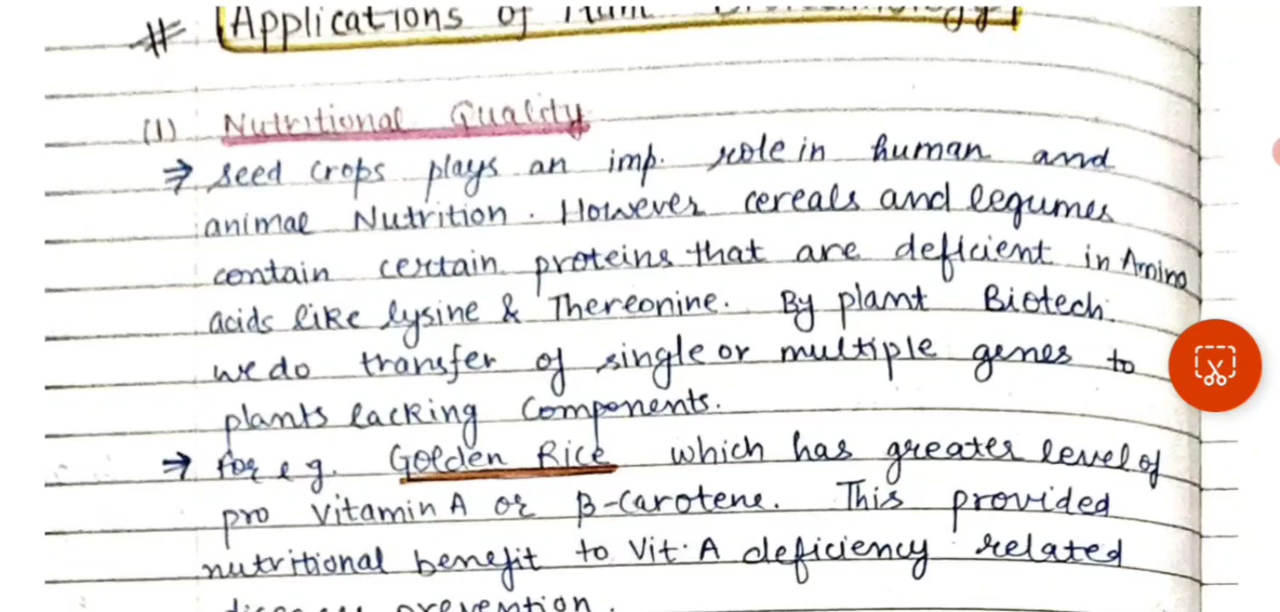 # Applications of
(1) Nutritional Quality
⇒ seed crops plays an imp. role in human and
animal Nutrition. However cereals and legumes
contain certain proteins that are deficient in Amino
acids like lysine & Thereonine. By plant Biotech.
we do transfer of single or multiple genes to
plants lacking components.
→ for eg. Golden Rice which has greater level of
pro vitamin A or β-carotene. This provided
nutritional benefit to Vit. A deficiency related
prevention.